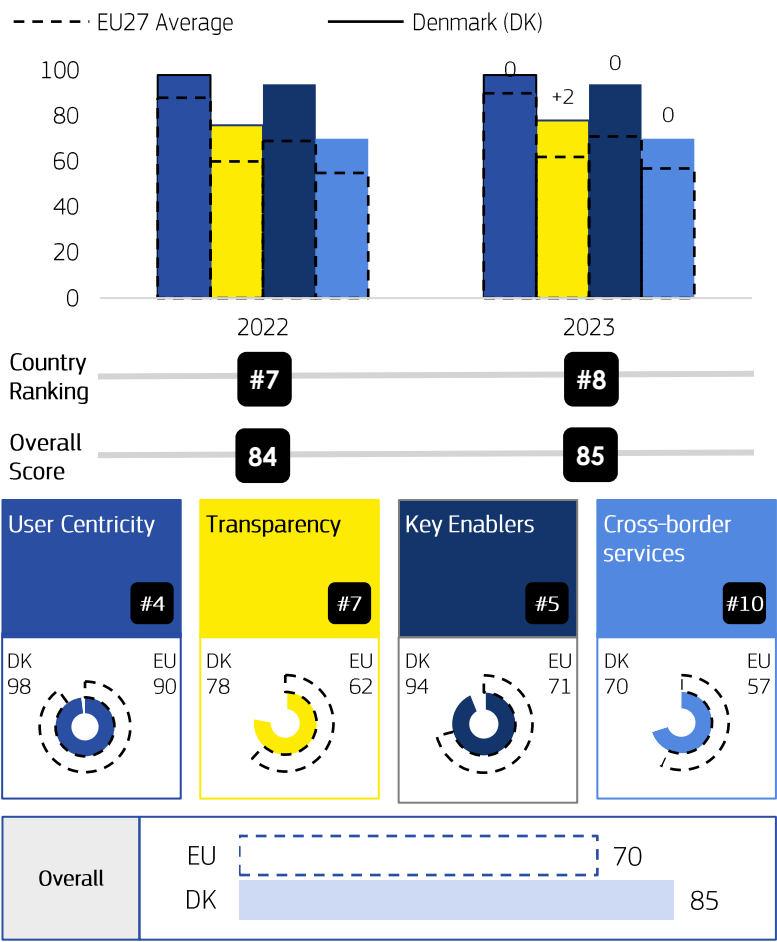 EU27 Average
Denmark (DK)
100
80
60
40
20
0
0
+2
0
0
2022
2023
Country
Ranking
#7
#8
Overall
Score
84
85
User Centricity
#4
Transparency
#7
Key Enablers
#5
Cross-border
services
#10
DK
98
EU
90
DK
78
EU
62
DK
94
EU
71
DK
70
EU
57
Overall
EU
70
DK
85